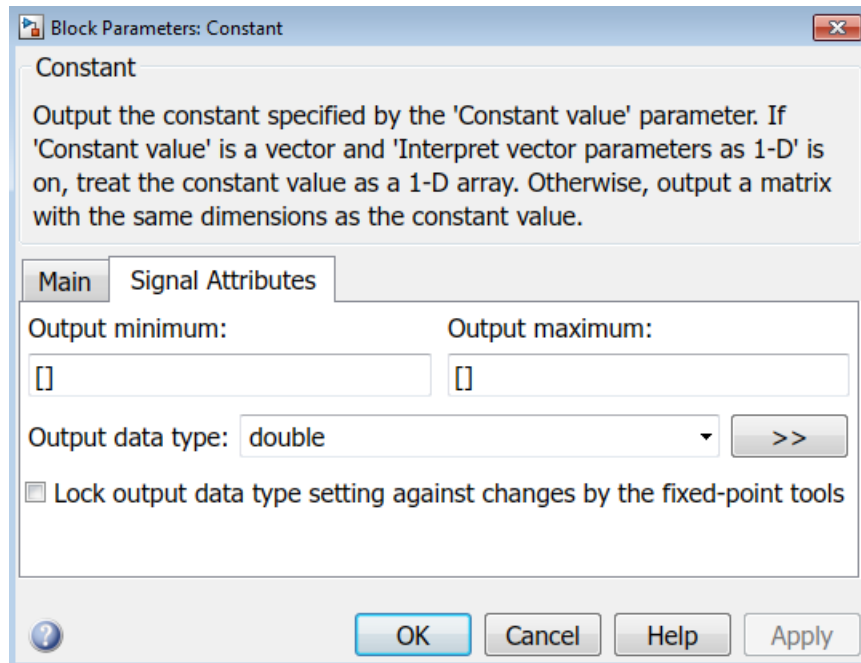 Block Parameters: Constant
Constant
Output the constant specified by the 'Constant value' parameter. If
'Constant value' is a vector and 'Interpret vector parameters as 1-D' is
on, treat the constant value as a 1-D array. Otherwise, output a matrix
with the same dimensions as the constant value.
Main Signal Attributes
Output minimum: Output maximum:
[] []
Output data type: double >>
Lock output data type setting against changes by the fixed-point tools
? OK Cancel Help Apply